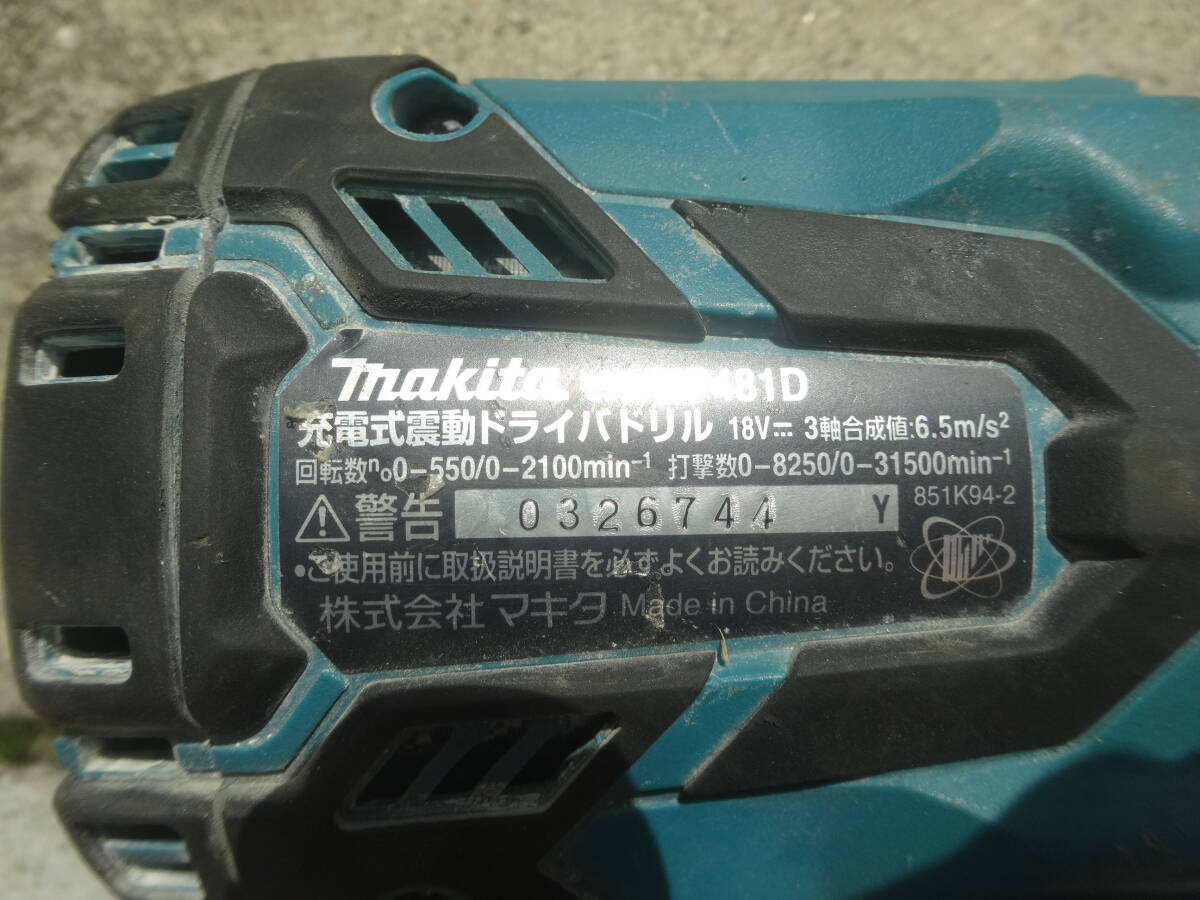 makita 481D
充電式震動ドライバドリル 18V⎓ 3軸合成値:6.5m/s²
回転数n₀0-550/0-2100min⁻¹ 打撃数0-8250/0-31500min⁻¹
⚠警告 0326744 Y 851K94-2
•ご使用前に取扱説明書を必ずよくお読みください。
株式会社マキタ Made in China